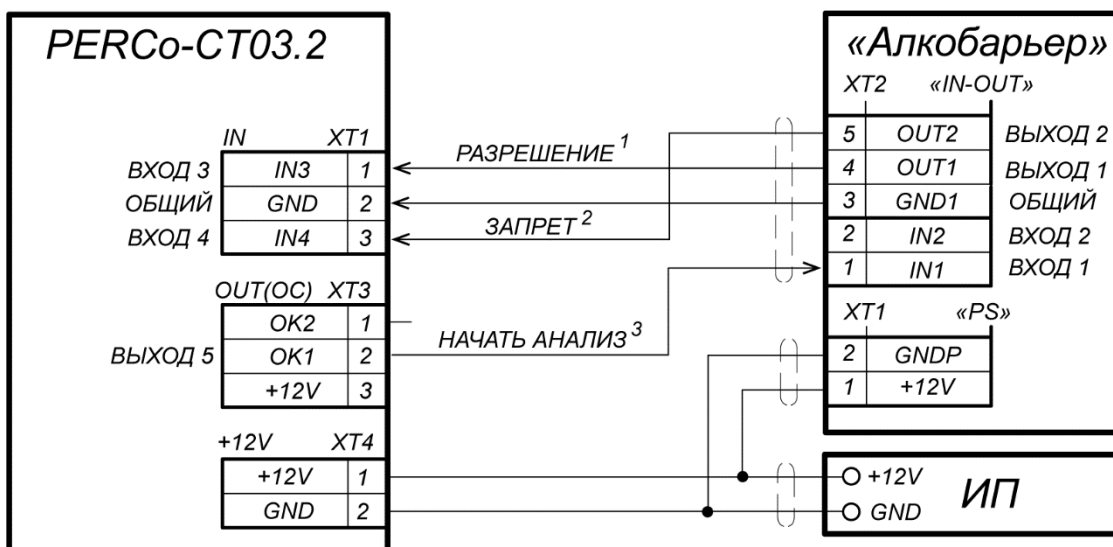 PERCo-CT03.2
IN XT1
ВХОД 3 IN3 1
ОБЩИЙ GND 2
ВХОД 4 IN4 3
OUT(OC) XT3
OK2 1
ВЫХОД 5 OK1 2
+12V 3
+12V XT4
+12V 1
GND 2
РАЗРЕШЕНИЕ 1
ЗАПРЕТ 2
НАЧАТЬ АНАЛИЗ 3
«Алкобарьер»
XT2 «IN-OUT»
5 OUT2 ВЫХОД 2
4 OUT1 ВЫХОД 1
3 GND1 ОБЩИЙ
2 IN2 ВХОД 2
1 IN1 ВХОД 1
XT1 «PS»
2 GNDP
1 +12V
+12V
GND
ИП